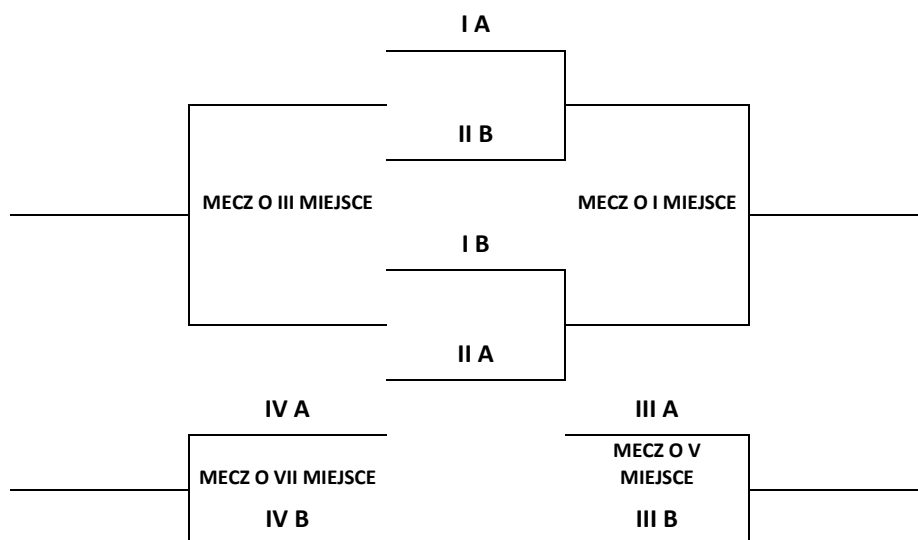 I A
II B
MECZ O III MIEJSCE
MECZ O I MIEJSCE
I B
II A
IV A
III A
MECZ O VII MIEJSCE
MECZ O V
MIEJSCE
IV B
III B